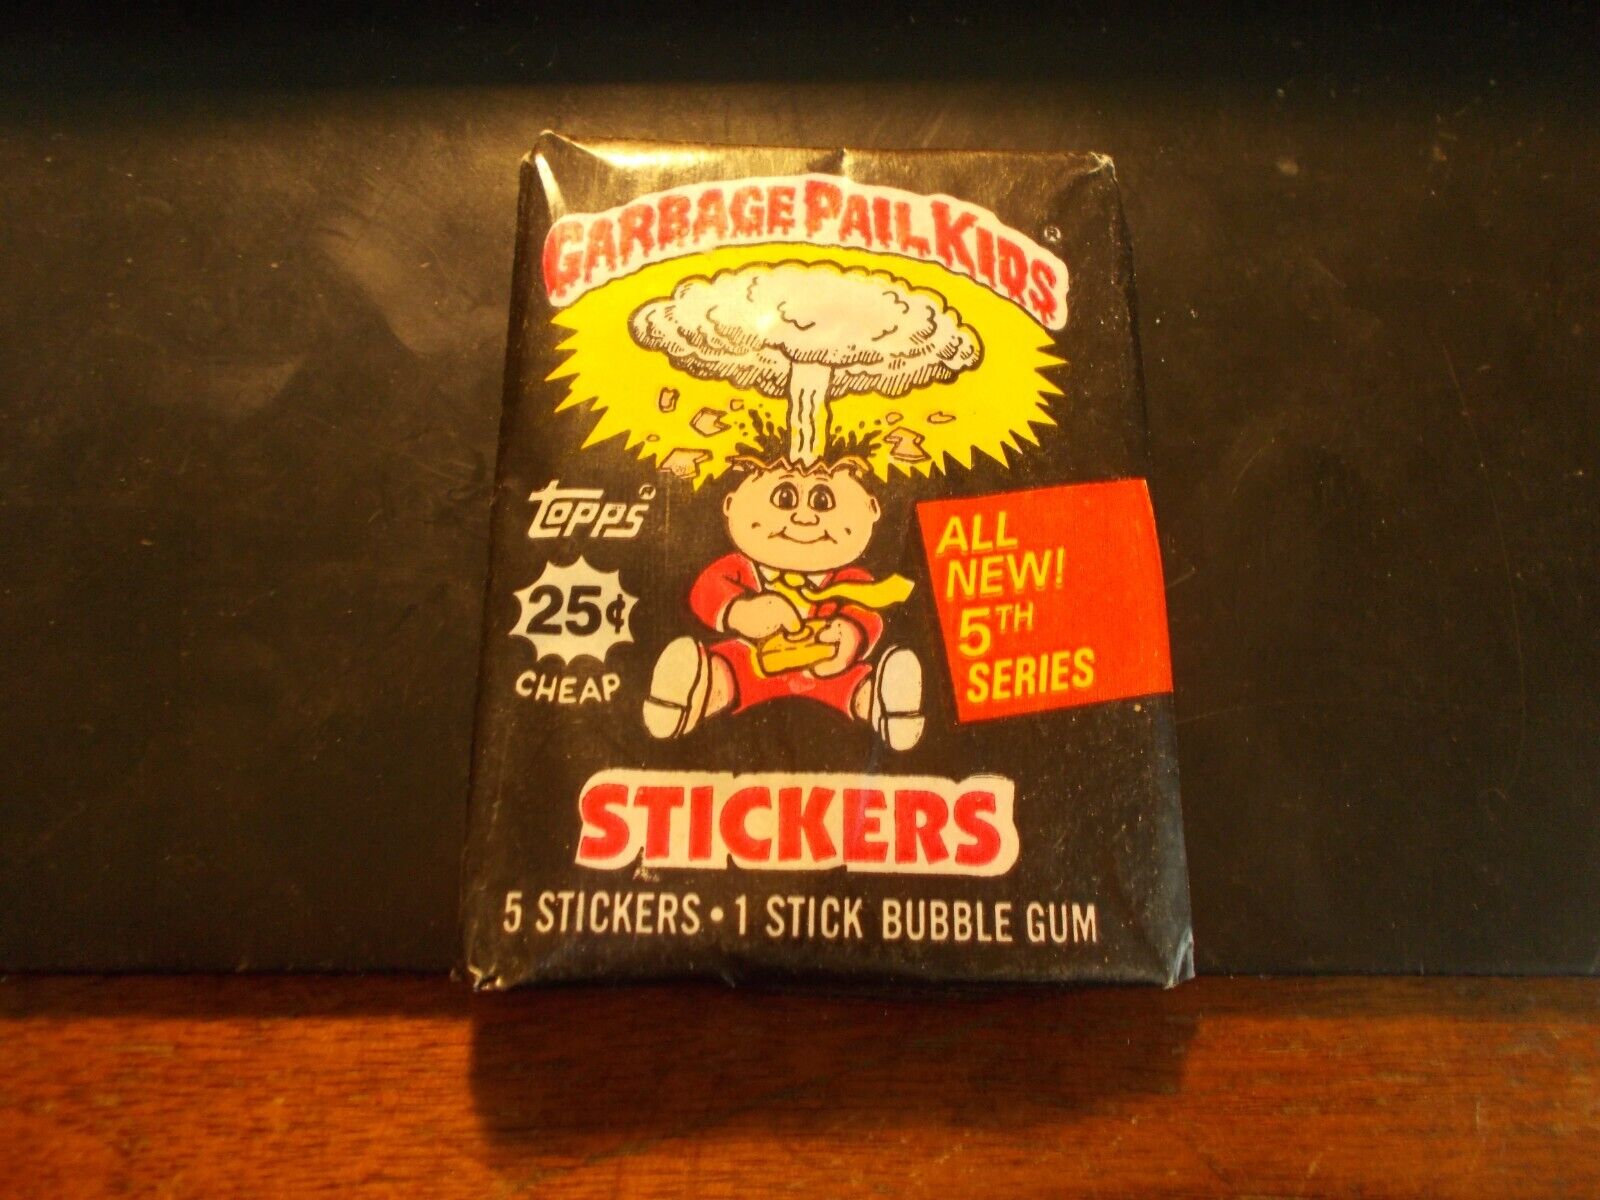 GARBAGE PAIL KIDS®
TOPPS®
25¢
CHEAP
ALL
NEW!
5TH
SERIES
STICKERS
5 STICKERS • 1 STICK BUBBLE GUM